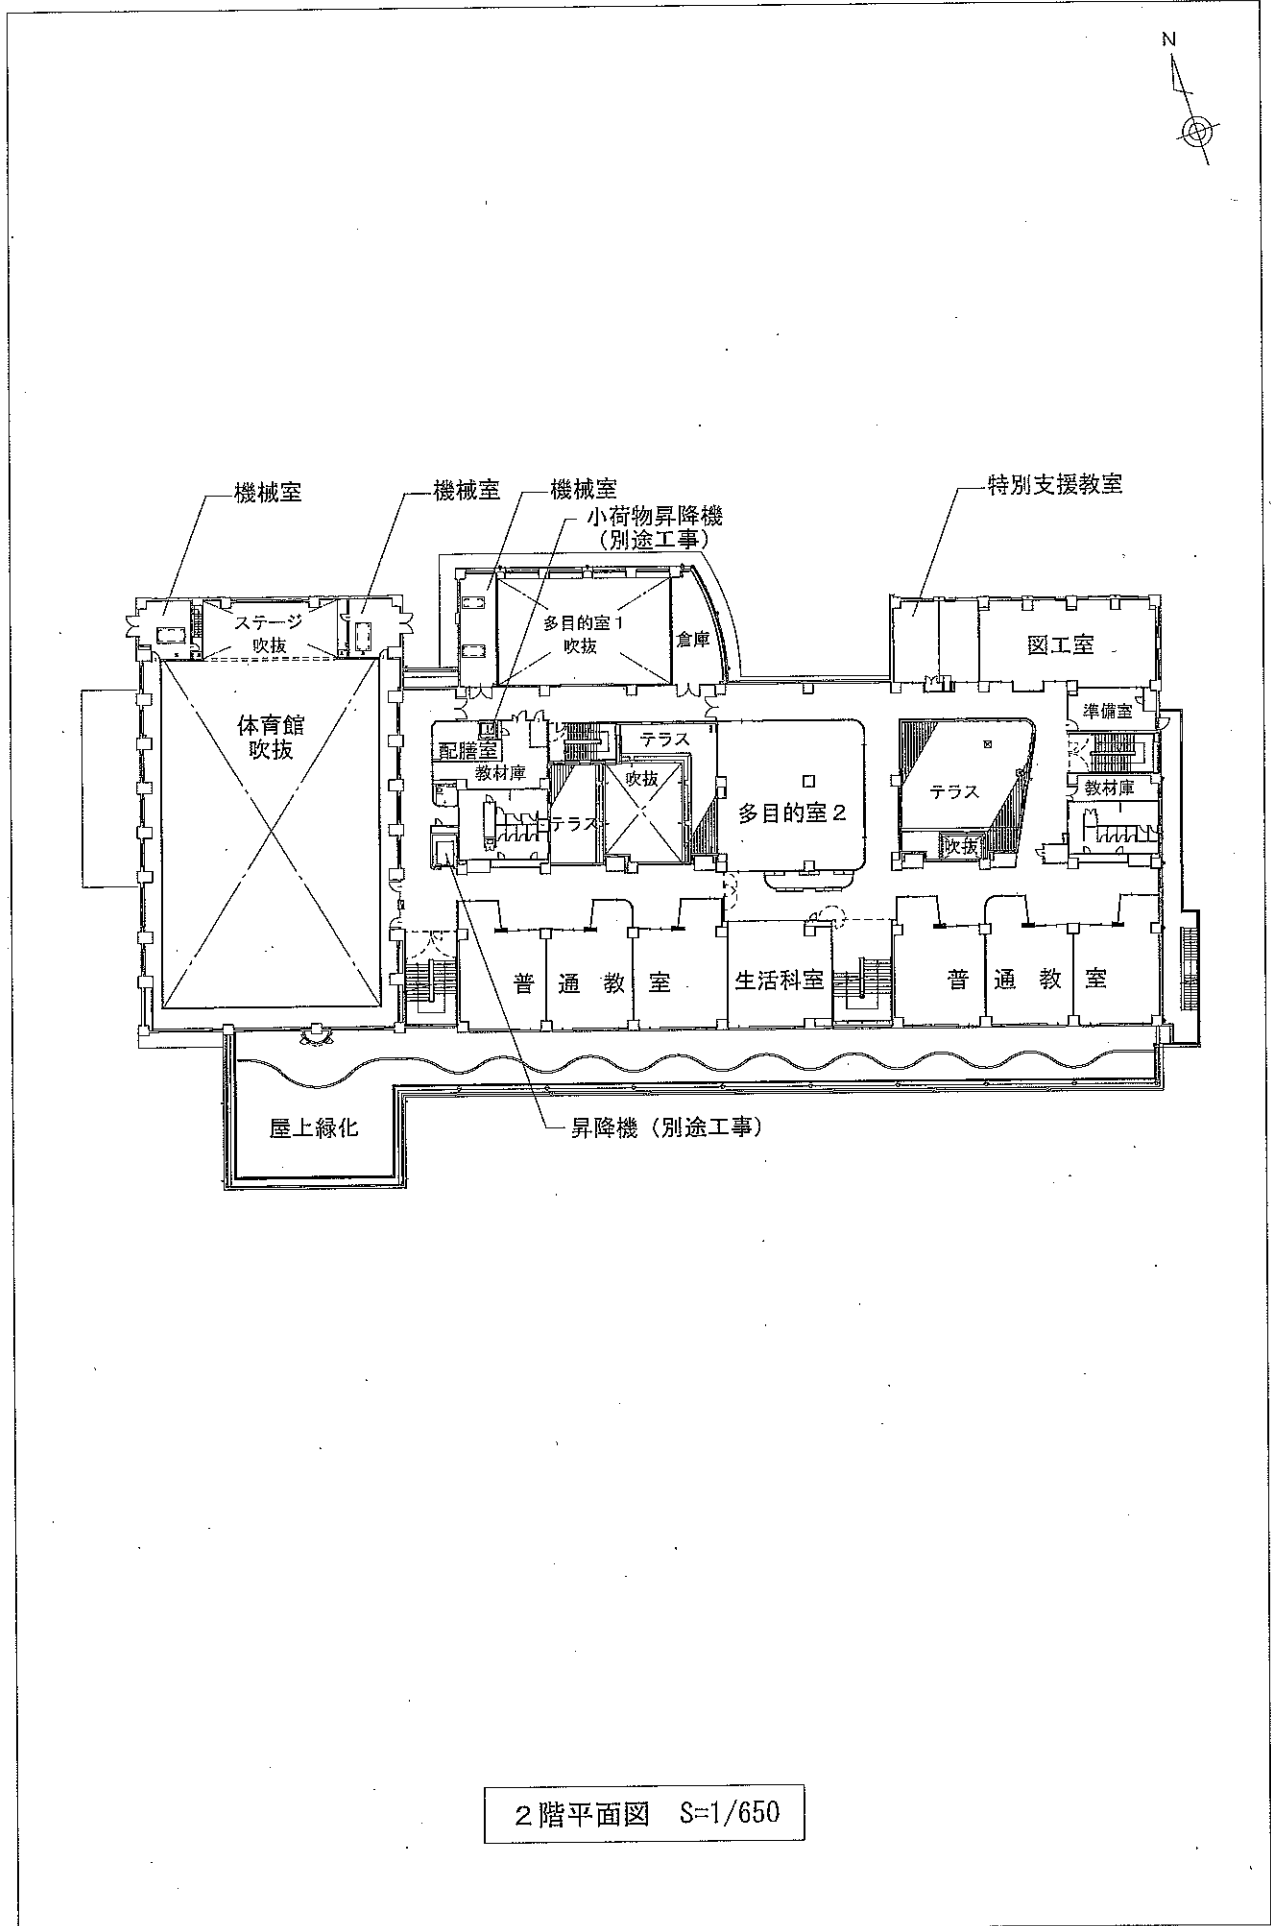 N
機械室
機械室
機械室
小荷物昇降機
(別途工事)
特別支援教室
ステージ
吹抜
多目的室1
吹抜
倉庫
図工室
体育館
吹抜
配膳室
教材庫
テラス
吹抜
テラス
多目的室2
テラス
吹抜
準備室
教材庫
普通教室
生活科室
普通教室
屋上緑化
昇降機(別途工事)
2階平面図 S=1/650